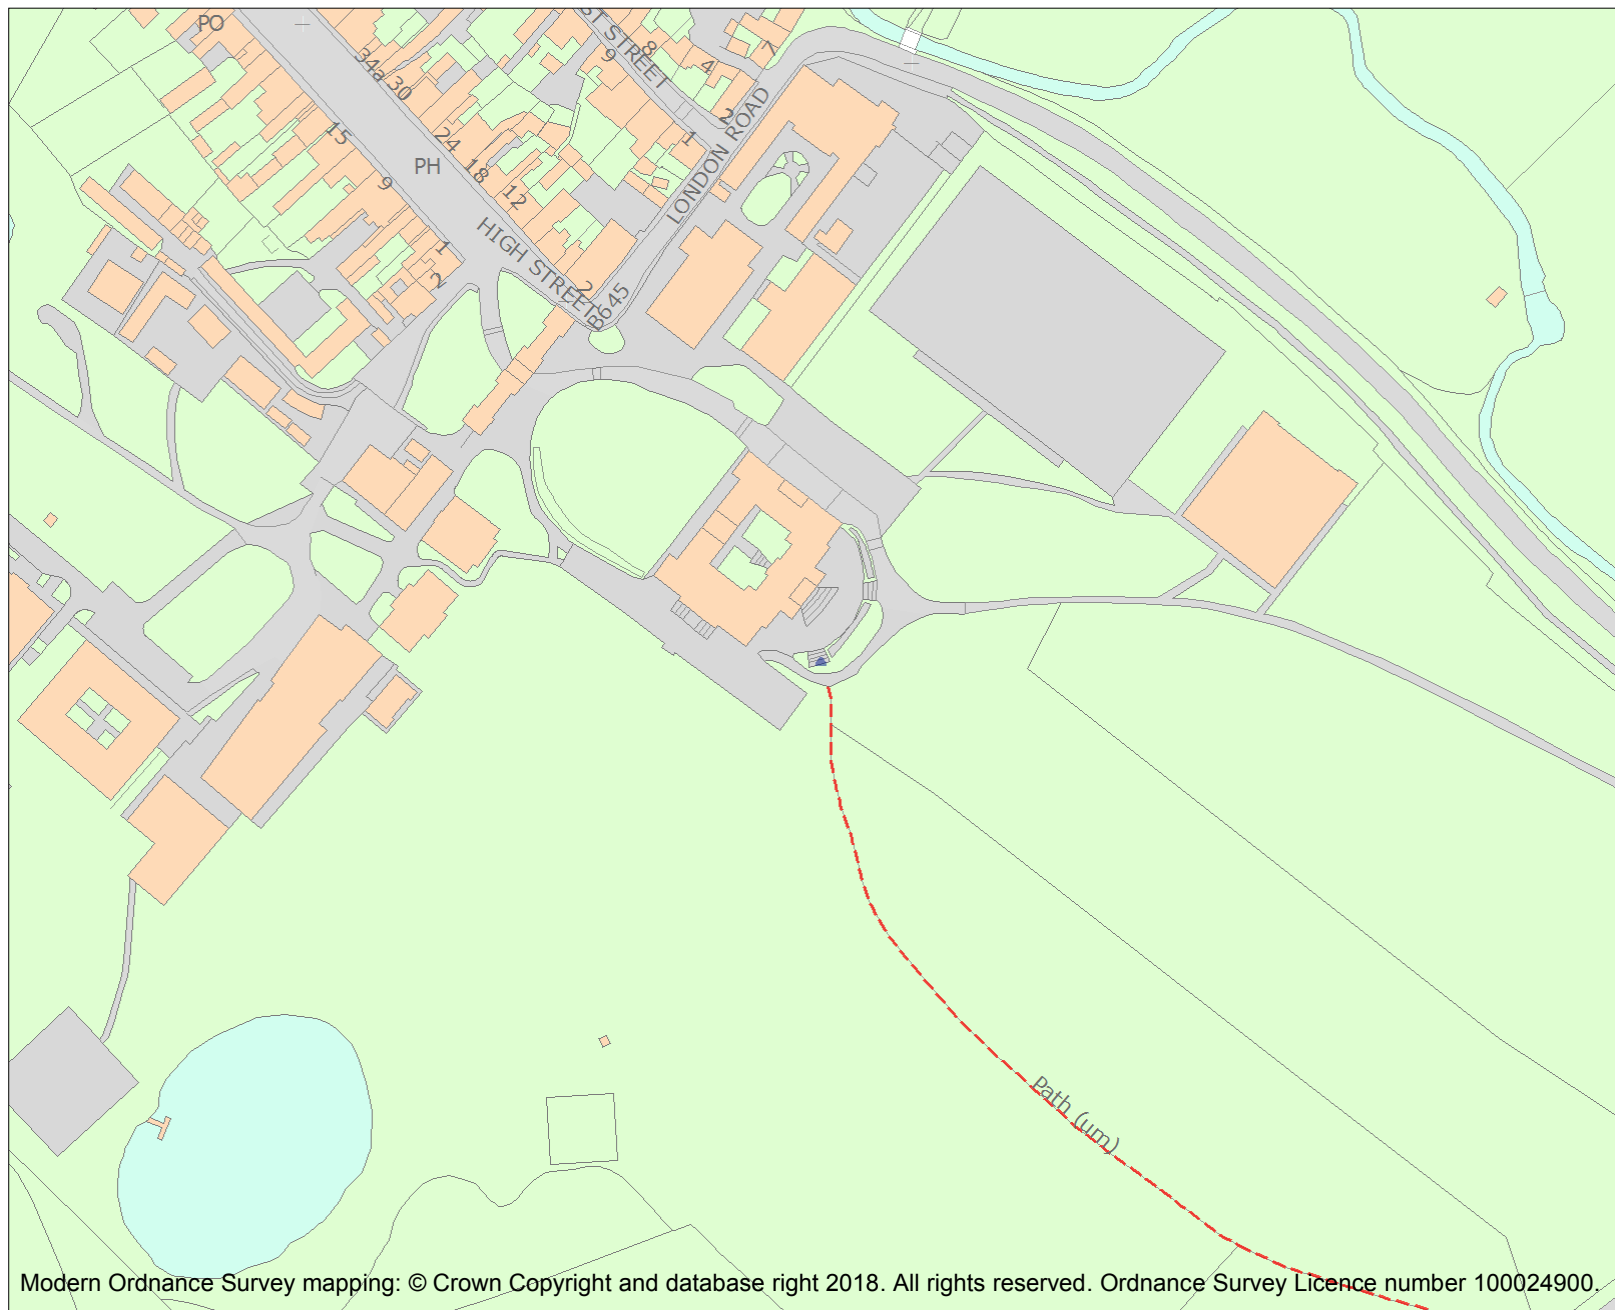 PO
34a
30
ST STREET
8
9
4
7
2
1
LONDON ROAD
15
PH
24
18
12
9
HIGH STREET
1
2
2
B645
Path (um)
Modern Ordnance Survey mapping: © Crown Copyright and database right 2018. All rights reserved. Ordnance Survey Licence number 100024900.